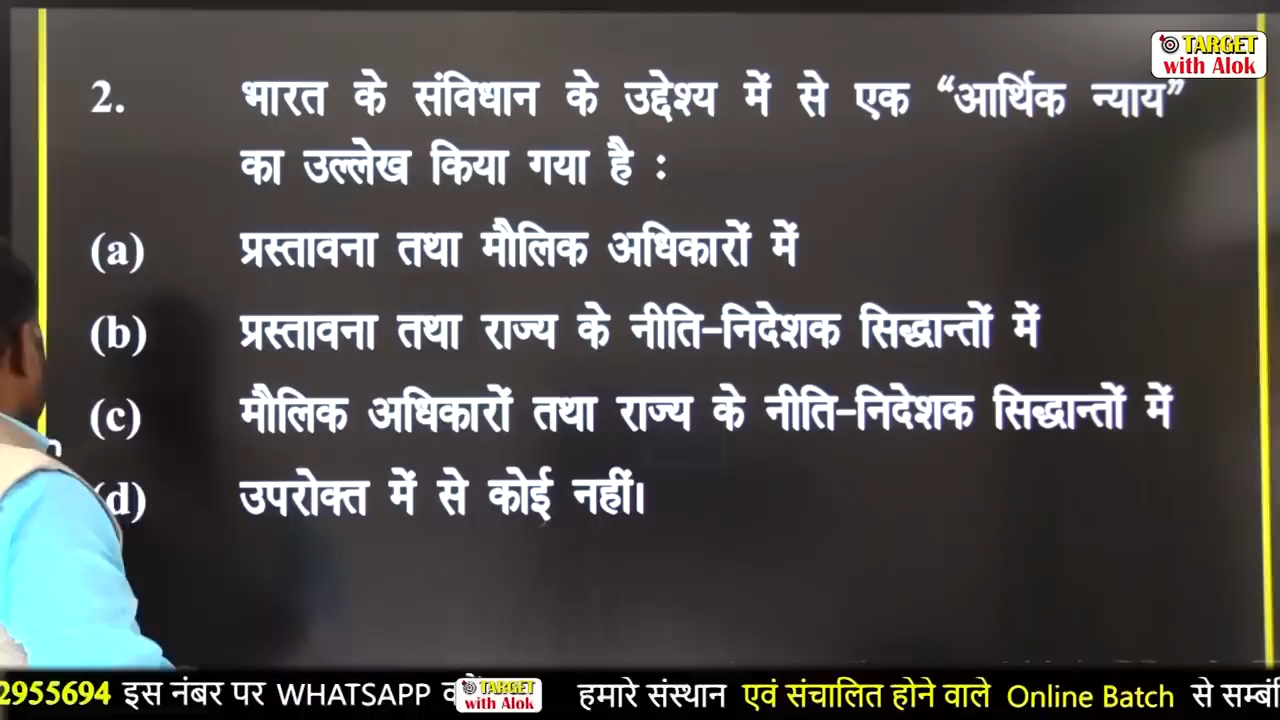 TARGET
with Alok
2. भारत के संविधान के उद्देश्य में से एक “आर्थिक न्याय”
का उल्लेख किया गया है :
(a) प्रस्तावना तथा मौलिक अधिकारों में
(b) प्रस्तावना तथा राज्य के नीति-निदेशक सिद्धान्तों में
(c) मौलिक अधिकारों तथा राज्य के नीति-निदेशक सिद्धान्तों में
(d) उपरोक्त में से कोई नहीं।
2955694 इस नंबर पर WHATSAPP TARGET with Alok हमारे संस्थान एवं संचालित होने वाले Online Batch से